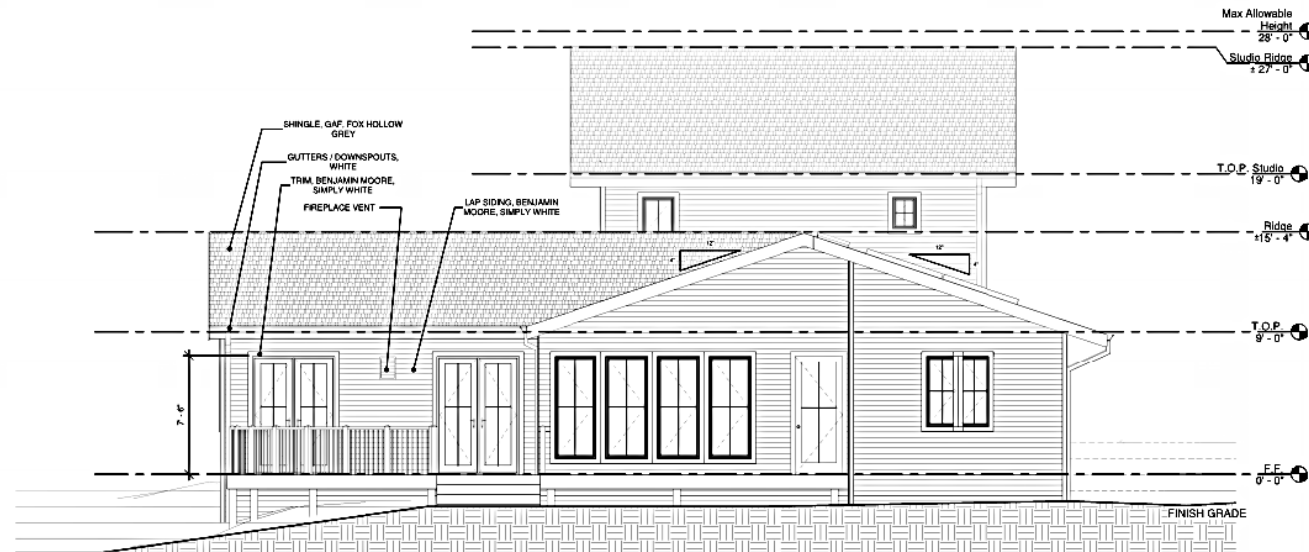 Max Allowable
Height
28' - 0"
Studio Ridge
± 27' - 0"
SHINGLE, GAF, FOX HOLLOW
GREY
GUTTERS / DOWNSPOUTS,
WHITE
T.O.P. Studio
19' - 0"
TRIM, BENJAMIN MOORE,
SIMPLY WHITE
FIREPLACE VENT
LAP SIDING, BENJAMIN
MOORE, SIMPLY WHITE
Ridge
±15' - 4"
12"
4"
12"
4"
T.O.P.
9' - 0"
7' - 6"
F.F.
0' - 0"
FINISH GRADE